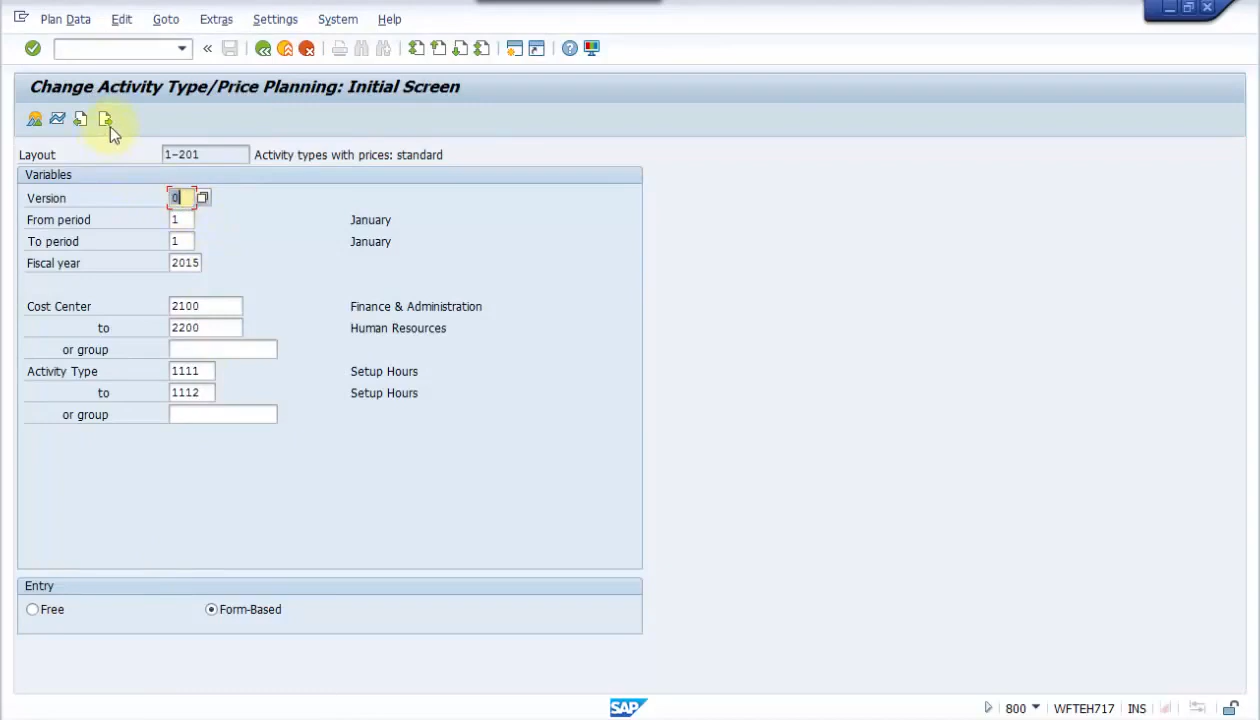 Plan Data Edit Goto Extras Settings System Help
Change Activity Type/Price Planning: Initial Screen
Layout 1-201 Activity types with prices: standard
Variables
Version 0
From period 1 January
To period 1 January
Fiscal year 2015
Cost Center 2100 Finance & Administration
to 2200 Human Resources
or group
Activity Type 1111 Setup Hours
to 1112 Setup Hours
or group
Entry
Free Form-Based
SAP 800 WFTEH717 INS